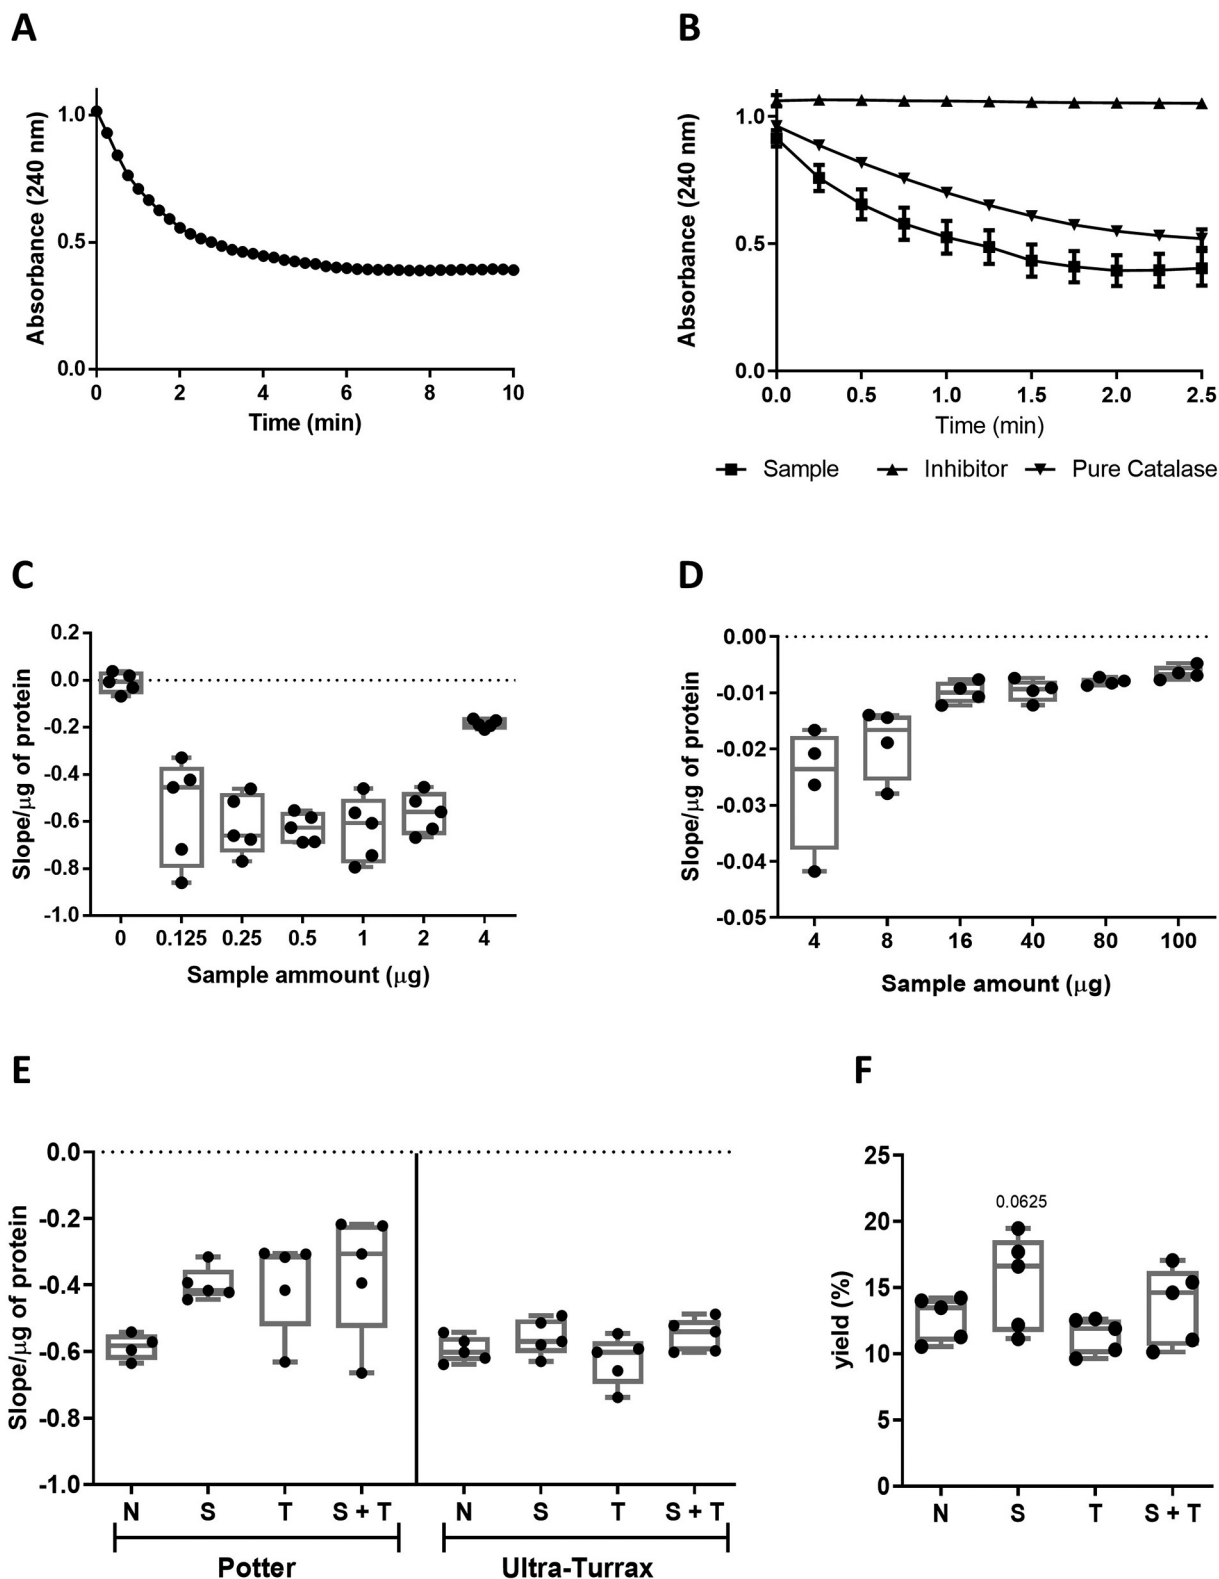 A
Absorbance (240 nm)
1.0
0.5
0.0
0 2 4 6 8 10
Time (min)
B
Absorbance (240 nm)
1.0
0.5
0.0
0.0 0.5 1.0 1.5 2.0 2.5
Time (min)
Sample Inhibitor Pure Catalase
C
Slope/μg of protein
0.2
0.0
-0.2
-0.4
-0.6
-0.8
-1.0
0 0.125 0.25 0.5 1 2 4
Sample ammount (μg)
D
Slope/μg of protein
0.00
-0.01
-0.02
-0.03
-0.04
-0.05
4 8 16 40 80 100
Sample amount (μg)
E
Slope/μg of protein
0.0
-0.2
-0.4
-0.6
-0.8
-1.0
N S T S + T N S T S + T
Potter Ultra-Turrax
F
yield (%)
25
20
15
10
5
0
0.0625
N S T S + T